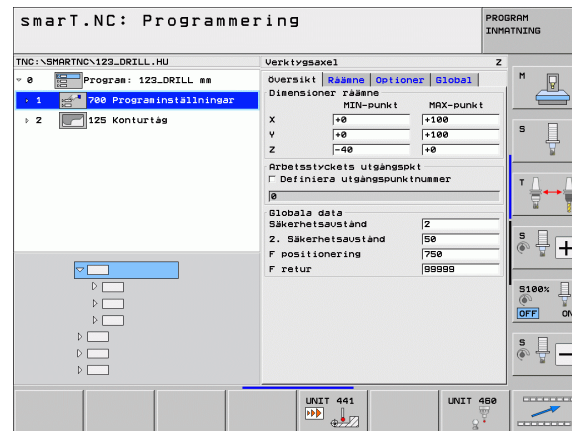 smarT.NC: Programmering
PROGRAM
INMATNING
TNC:\SMARTNC\123_DRILL.HU
0 Program: 123_DRILL mm
1 700 Programinställningar
2 125 Konturtåg
Verktygsaxel Z
Översikt Råämne Optioner Global
Dimensioner råämne
MIN-punkt MAX-punkt
X +0 +100
Y +0 +100
Z -40 +0
Arbetsstyckets utgångspkt
Definiera utgångspunktnummer
0
Globala data
Säkerhetsavstånd 2
2. Säkerhetsavstånd 50
F positionering 750
F retur 99999
M
S
T
S
S100%
OFF ON
S
UNIT 441
UNIT 460